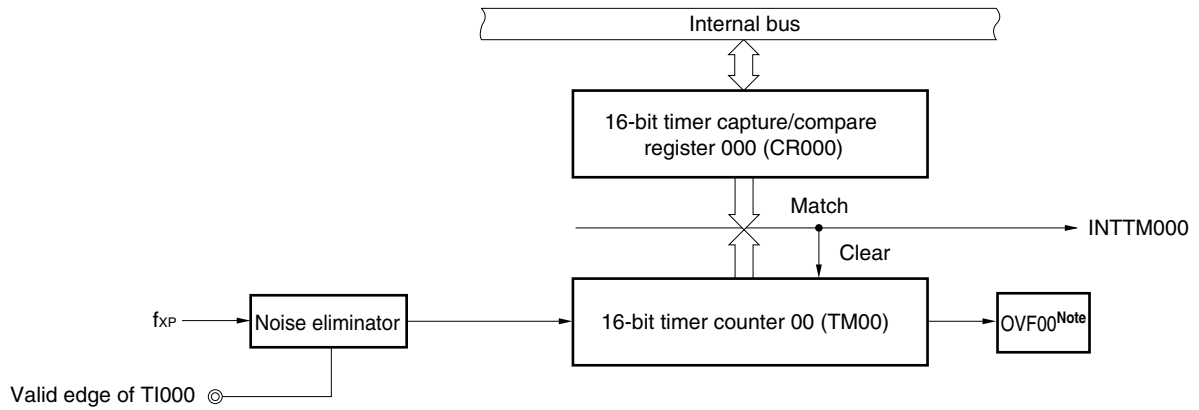 Internal bus
16-bit timer capture/compare
register 000 (CR000)
Match
INTTM000
Clear
fXP
Noise eliminator
16-bit timer counter 00 (TM00)
OVF00Note
Valid edge of TI000